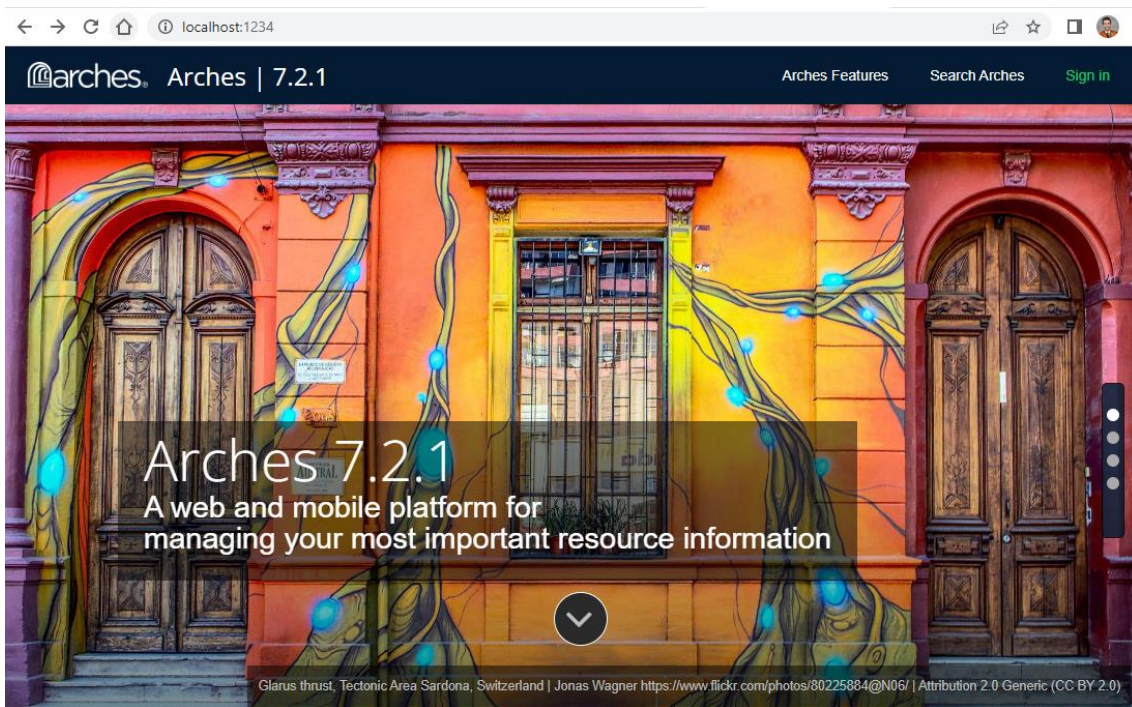 localhost:1234
arches® Arches | 7.2.1 Arches Features Search Arches Sign in
Arches 7.2.1
A web and mobile platform for
managing your most important resource information
Glarus thrust, Tectonic Area Sardona, Switzerland | Jonas Wagner https://www.flickr.com/photos/80225884@N06/ | Attribution 2.0 Generic (CC BY 2.0)